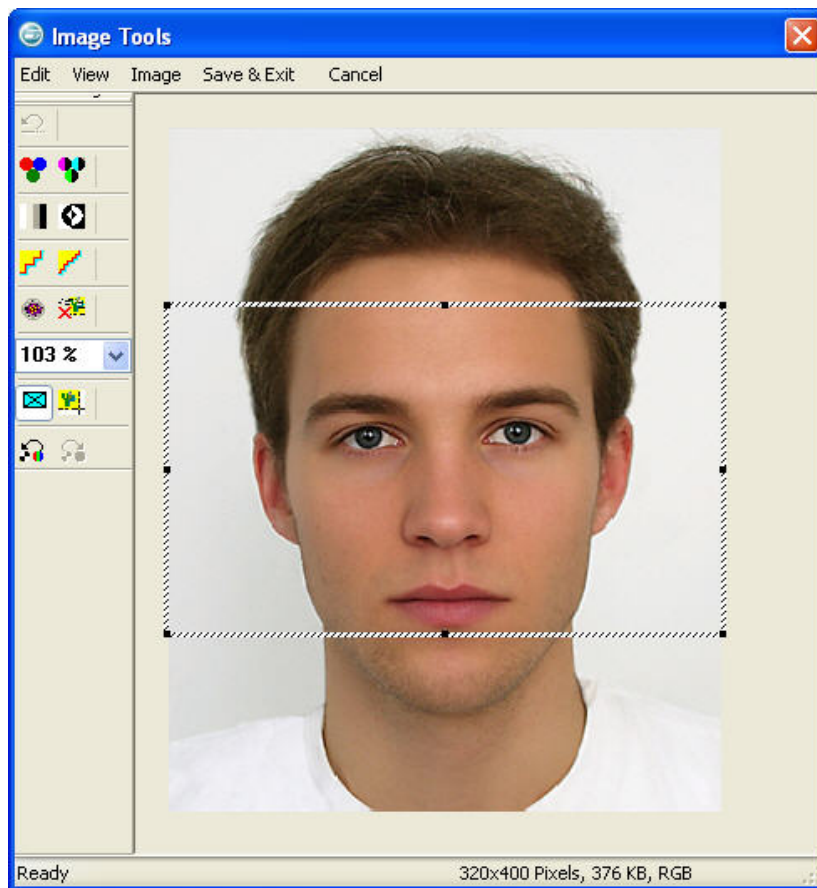 Image Tools
Edit View Image Save & Exit Cancel
103 %
Ready 320x400 Pixels, 376 KB, RGB